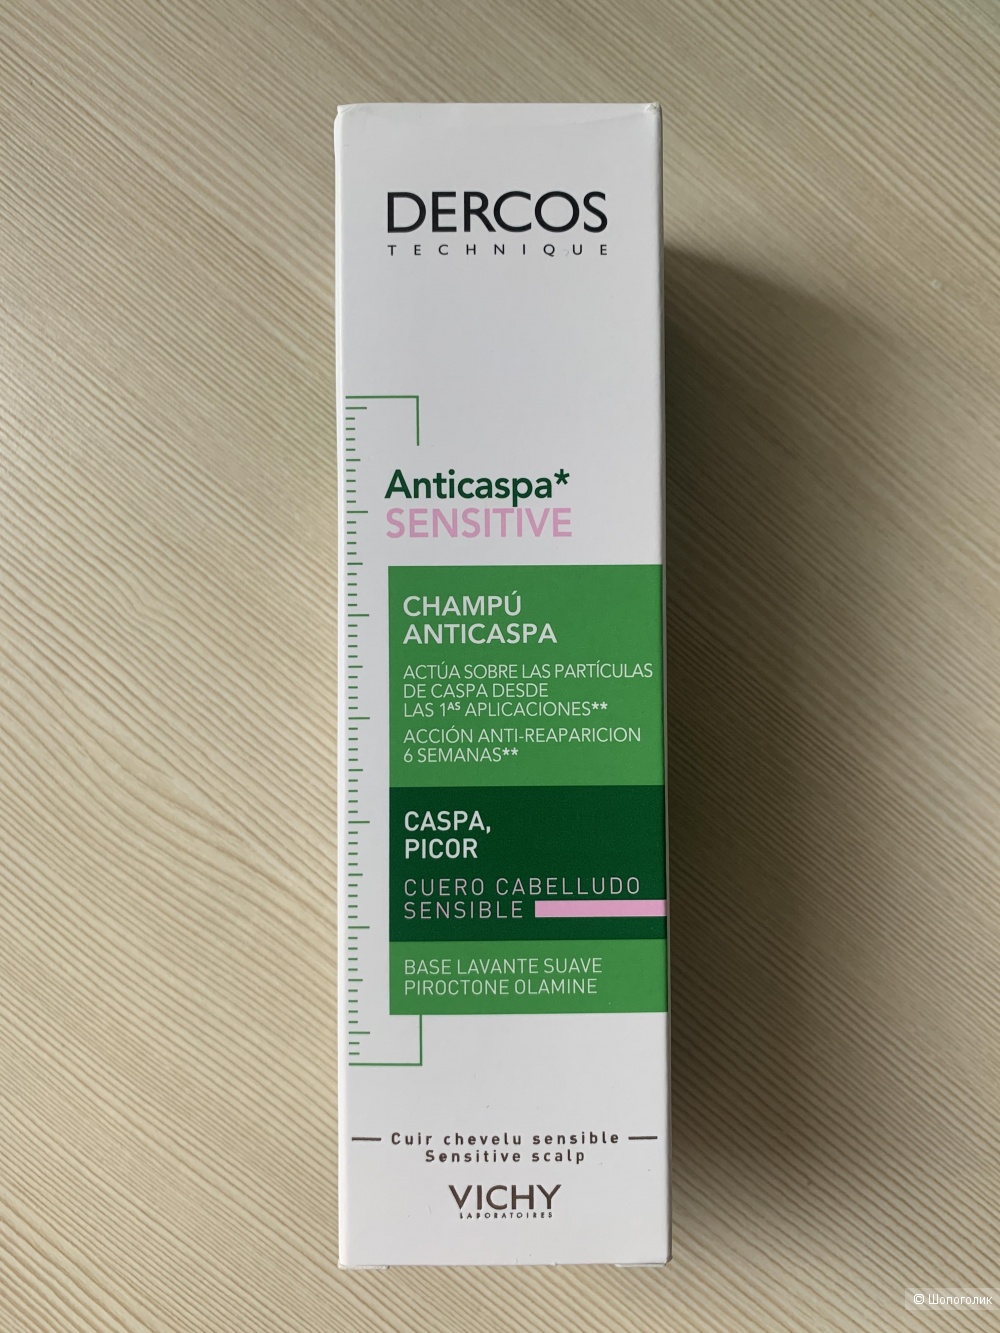 DERCOS
TECHNIQUE
Anticaspa*
SENSITIVE
CHAMPÚ
ANTICASPA
ACTÚA SOBRE LAS PARTÍCULAS
DE CASPA DESDE
LAS 1ᴬˢ APLICACIONES**
ACCIÓN ANTI-REAPARICION
6 SEMANAS**
CASPA,
PICOR
CUERO CABELLUDO
SENSIBLE
BASE LAVANTE SUAVE
PIROCTONE OLAMINE
Cuir chevelu sensible
Sensitive scalp
VICHY
LABORATOIRES
© Шопоголик